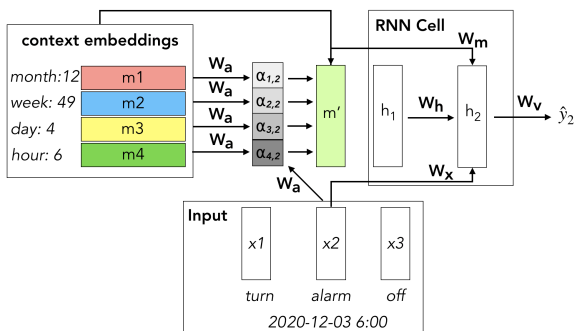 context embeddings
month:12 m1 Wa α1,2
week: 49 m2 Wa α2,2
day: 4 m3 Wa α3,2
hour: 6 m4 Wa α4,2
m'
RNN Cell
Wm
h1 Wh h2 Wv ŷ2
Wx
Wa
Input
x1 x2 x3
turn alarm off
2020-12-03 6:00